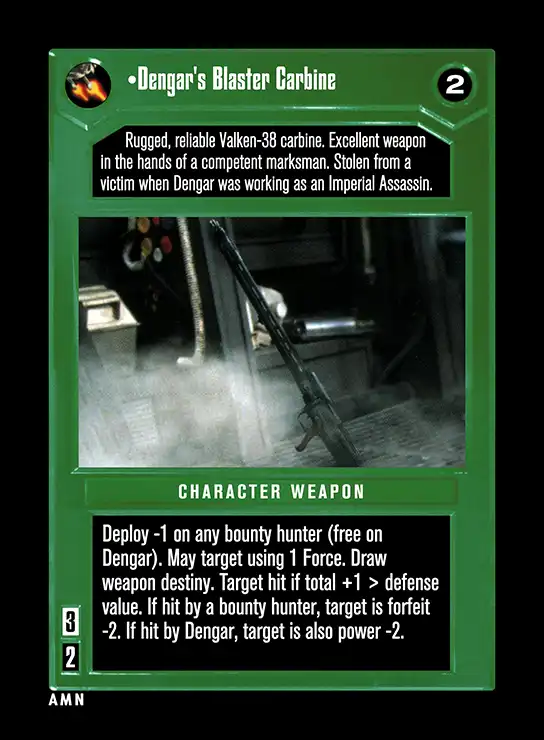 •Dengar's Blaster Carbine
2
Rugged, reliable Valken-38 carbine. Excellent weapon
in the hands of a competent marksman. Stolen from a
victim when Dengar was working as an Imperial Assassin.
CHARACTER WEAPON
Deploy -1 on any bounty hunter (free on
Dengar). May target using 1 Force. Draw
weapon destiny. Target hit if total +1 > defense
value. If hit by a bounty hunter, target is forfeit
-2. If hit by Dengar, target is also power -2.
3
2
AMN